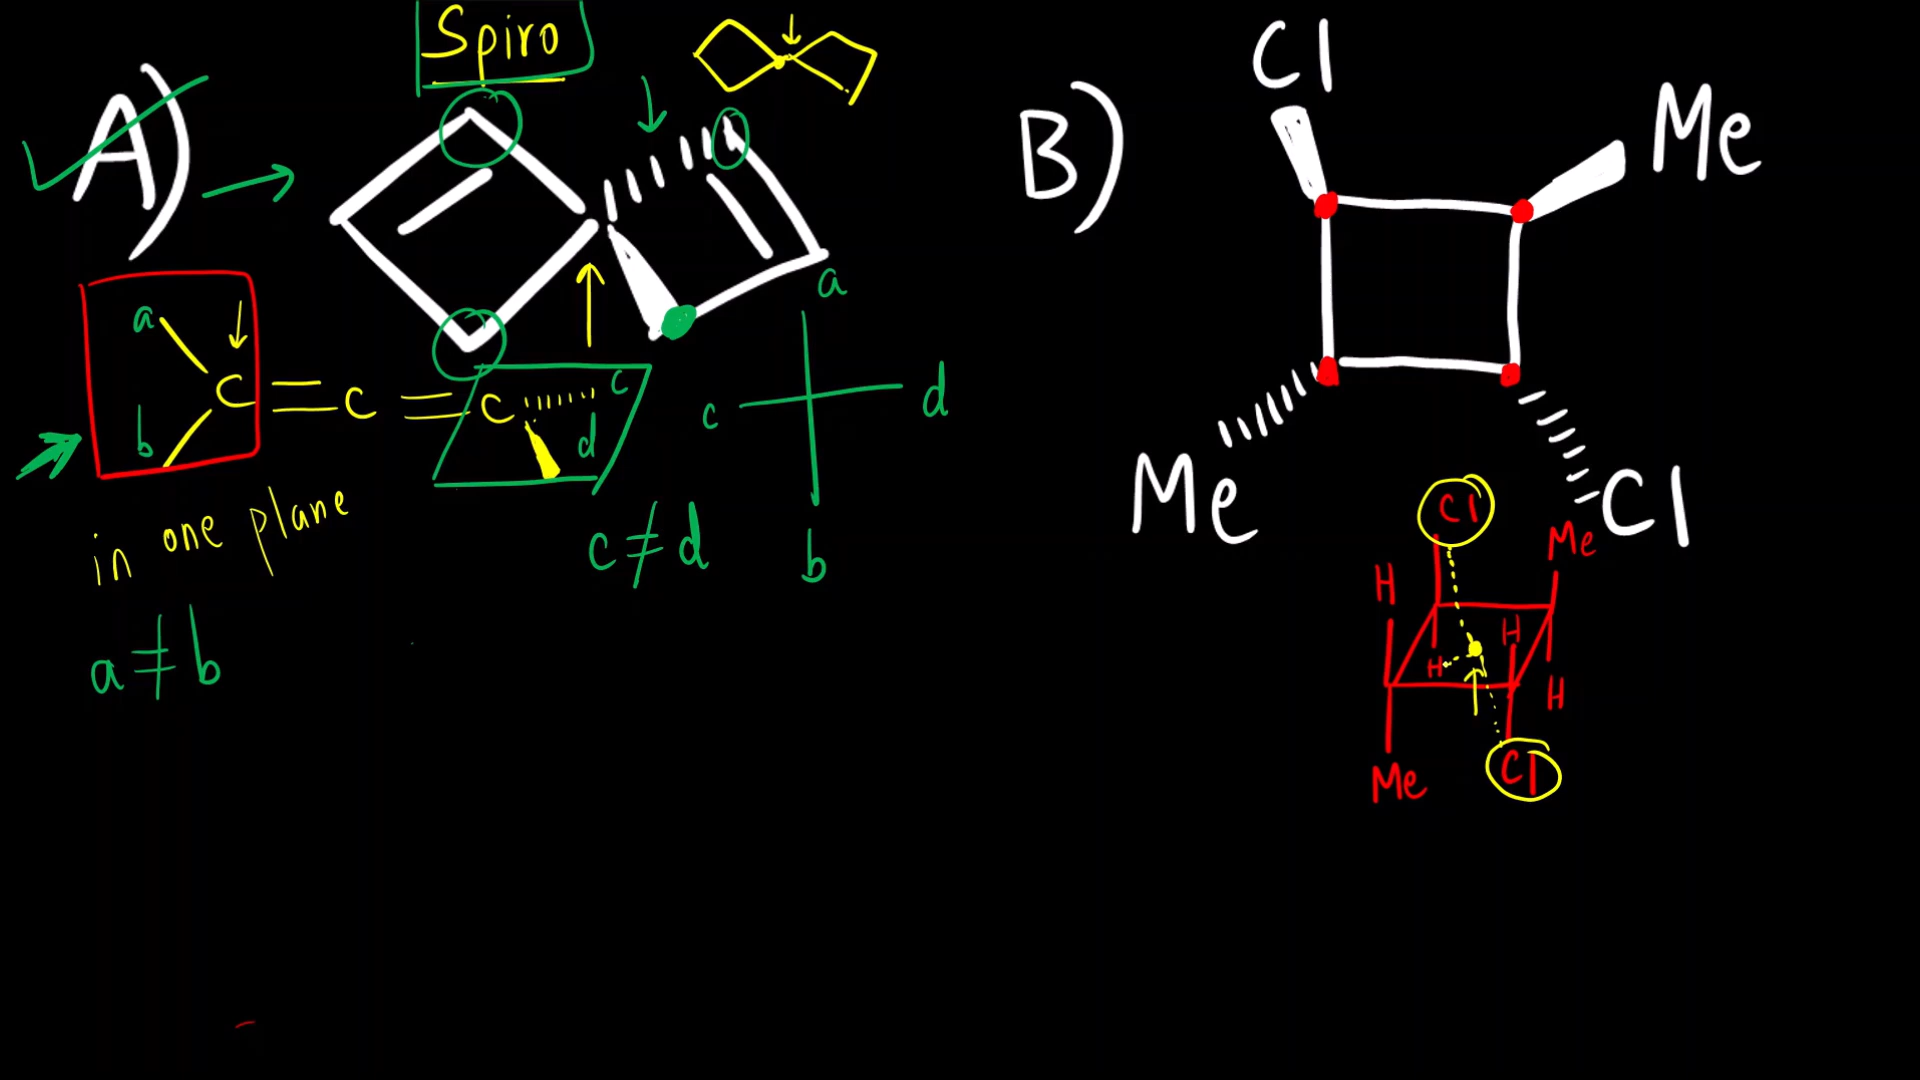 Spiro
A)
a
C = C = C
c
b
d
in one plane
a ≠ b
c ≠ d
a
c
d
b
B)
Cl
Me
Me
Cl
Cl
Me
H
H
H
H
Me
Cl